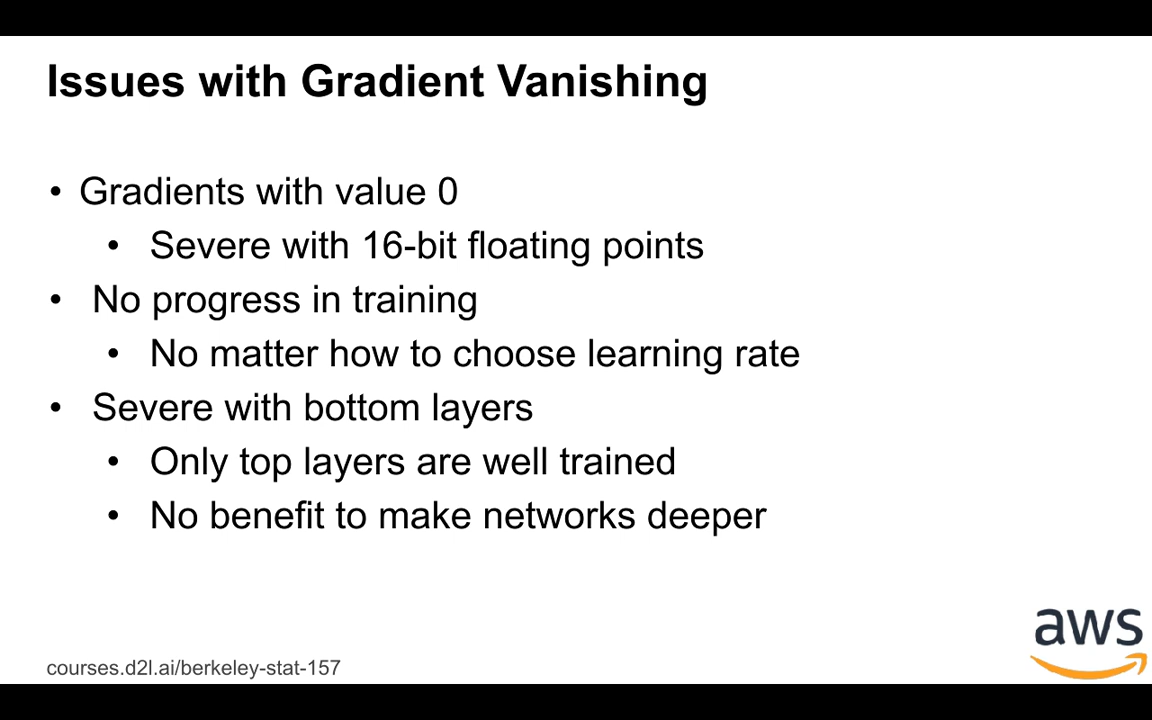 Issues with Gradient Vanishing
• Gradients with value 0
• Severe with 16-bit floating points
• No progress in training
• No matter how to choose learning rate
• Severe with bottom layers
• Only top layers are well trained
• No benefit to make networks deeper
aws
courses.d2l.ai/berkeley-stat-157